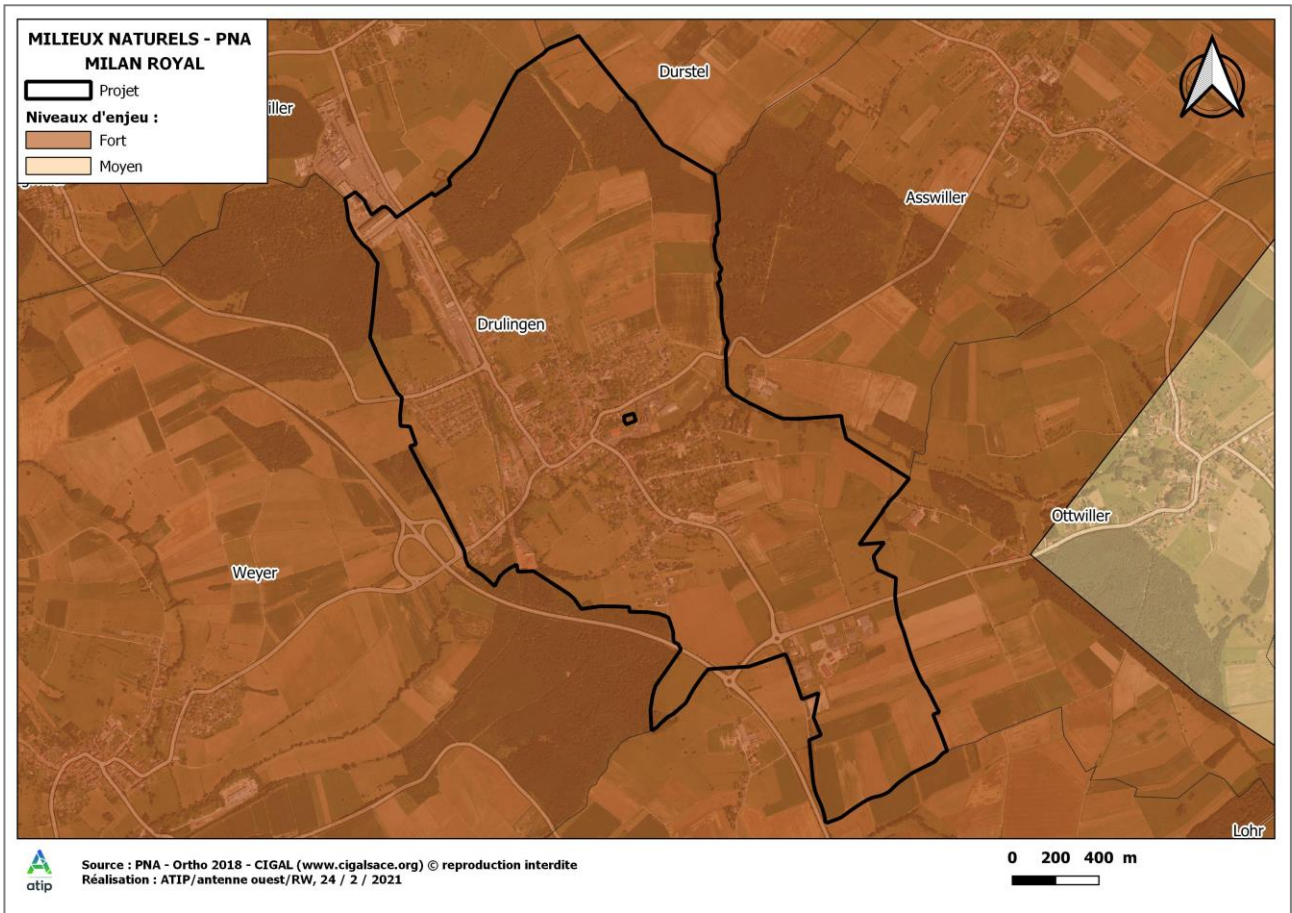 MILIEUX NATURELS - PNA
MILAN ROYAL
Projet
Niveaux d'enjeu :
Fort
Moyen
iller
Durstel
Asswiller
Drulingen
Ottwiller
Weyer
Lohr
Source : PNA - Ortho 2018 - CIGAL (www.cigalsace.org) © reproduction interdite
Réalisation : ATIP/antenne ouest/RW, 24 / 2 / 2021
0 200 400 m
atip